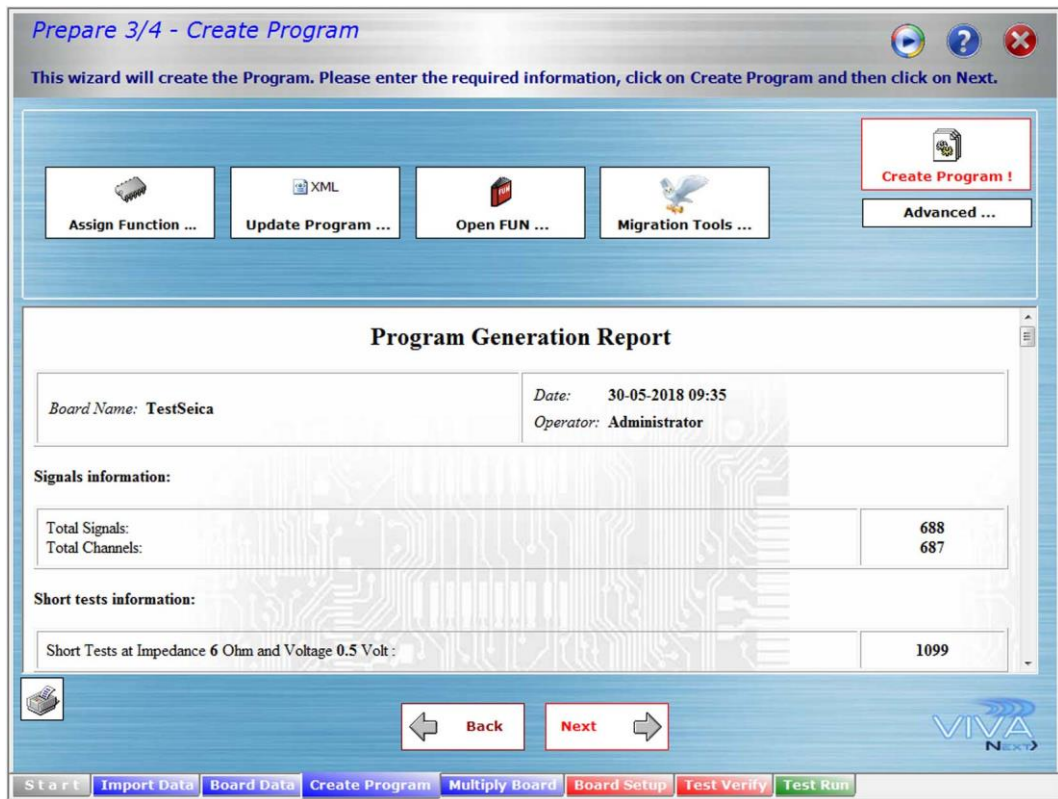 Prepare 3/4 - Create Program
This wizard will create the Program. Please enter the required information, click on Create Program and then click on Next.
Create Program !
Advanced ...
Assign Function ...
XML
Update Program ...
FUN
Open FUN ...
Migration Tools ...
Program Generation Report
Board Name: TestSeica
Date: 30-05-2018 09:35
Operator: Administrator
Signals information:
Total Signals: 688
Total Channels: 687
Short tests information:
Short Tests at Impedance 6 Ohm and Voltage 0.5 Volt : 1099
Back
Next
VIVA
NEXT
Start
Import Data
Board Data
Create Program
Multiply Board
Board Setup
Test Verify
Test Run